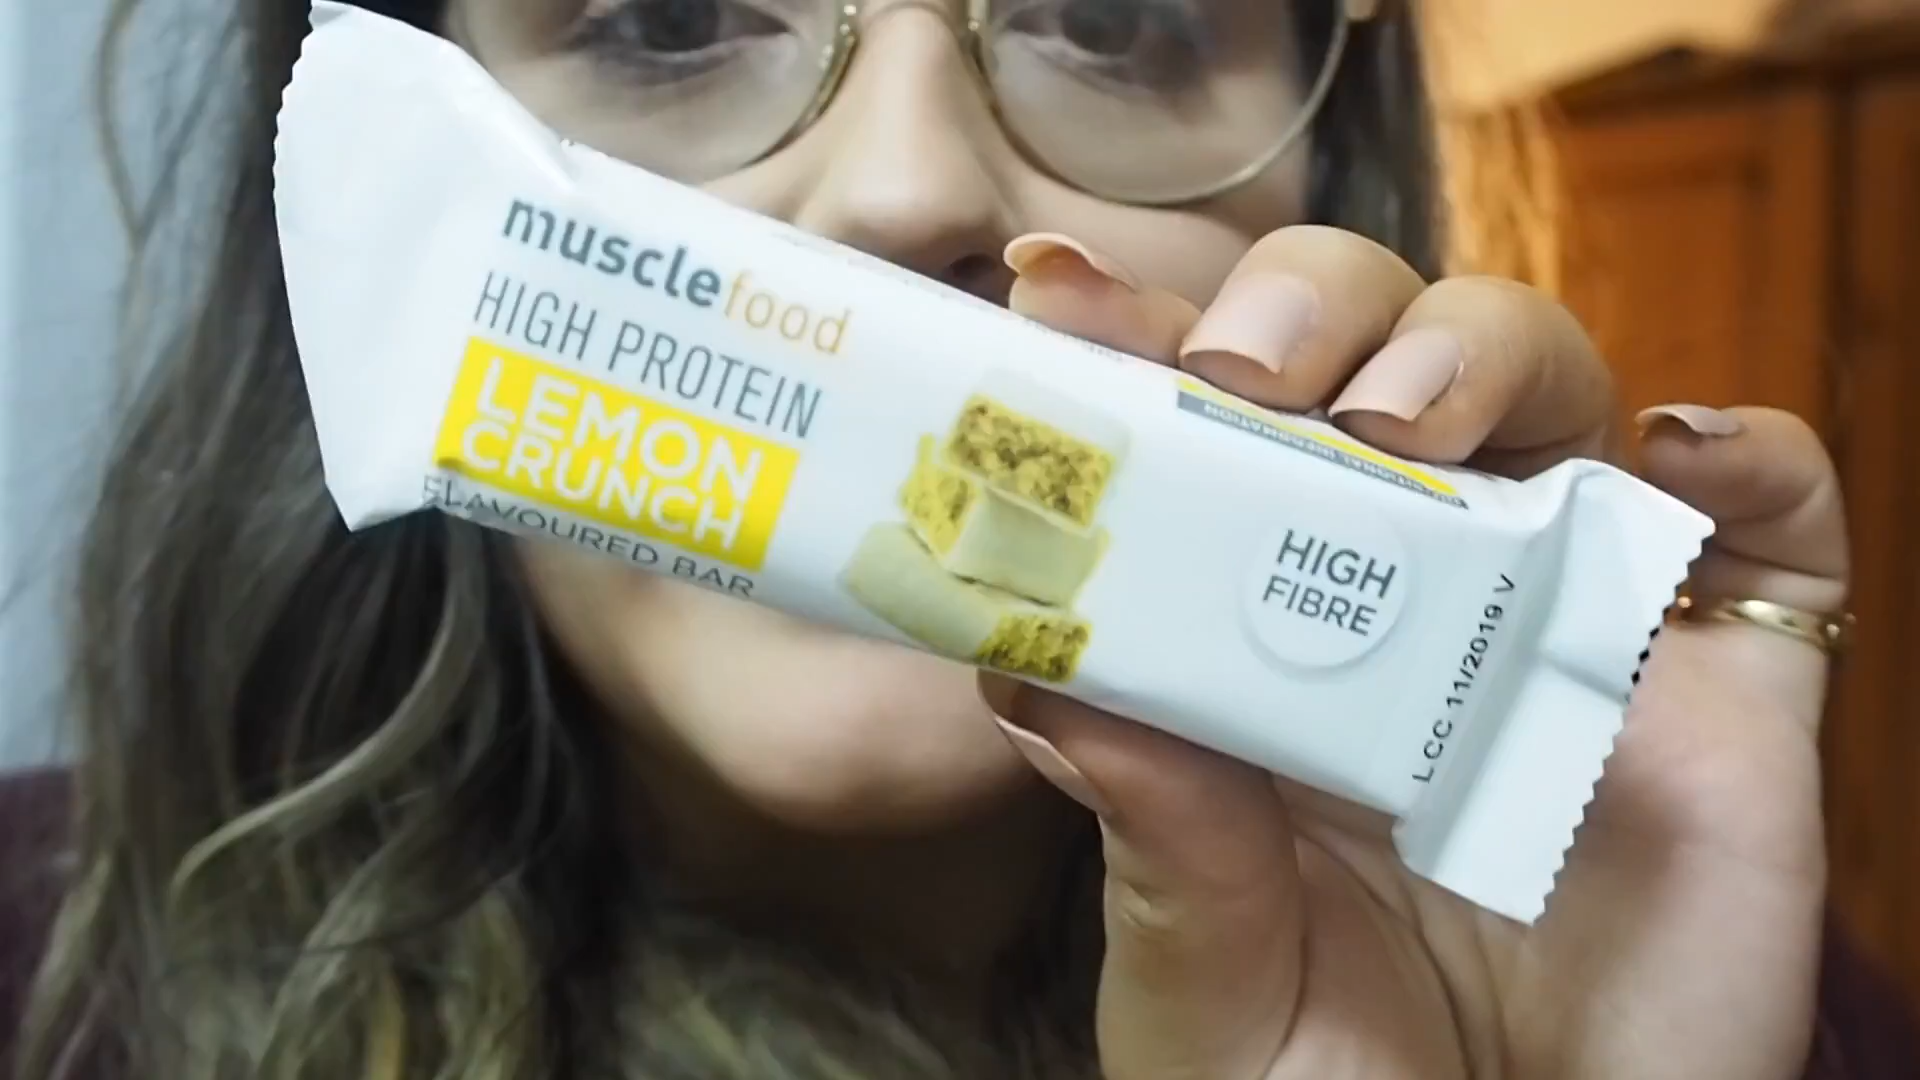 musclefood
HIGH PROTEIN
LEMON
CRUNCH
FLAVOURED BAR
HIGH
FIBRE
LCC 11/2019 V